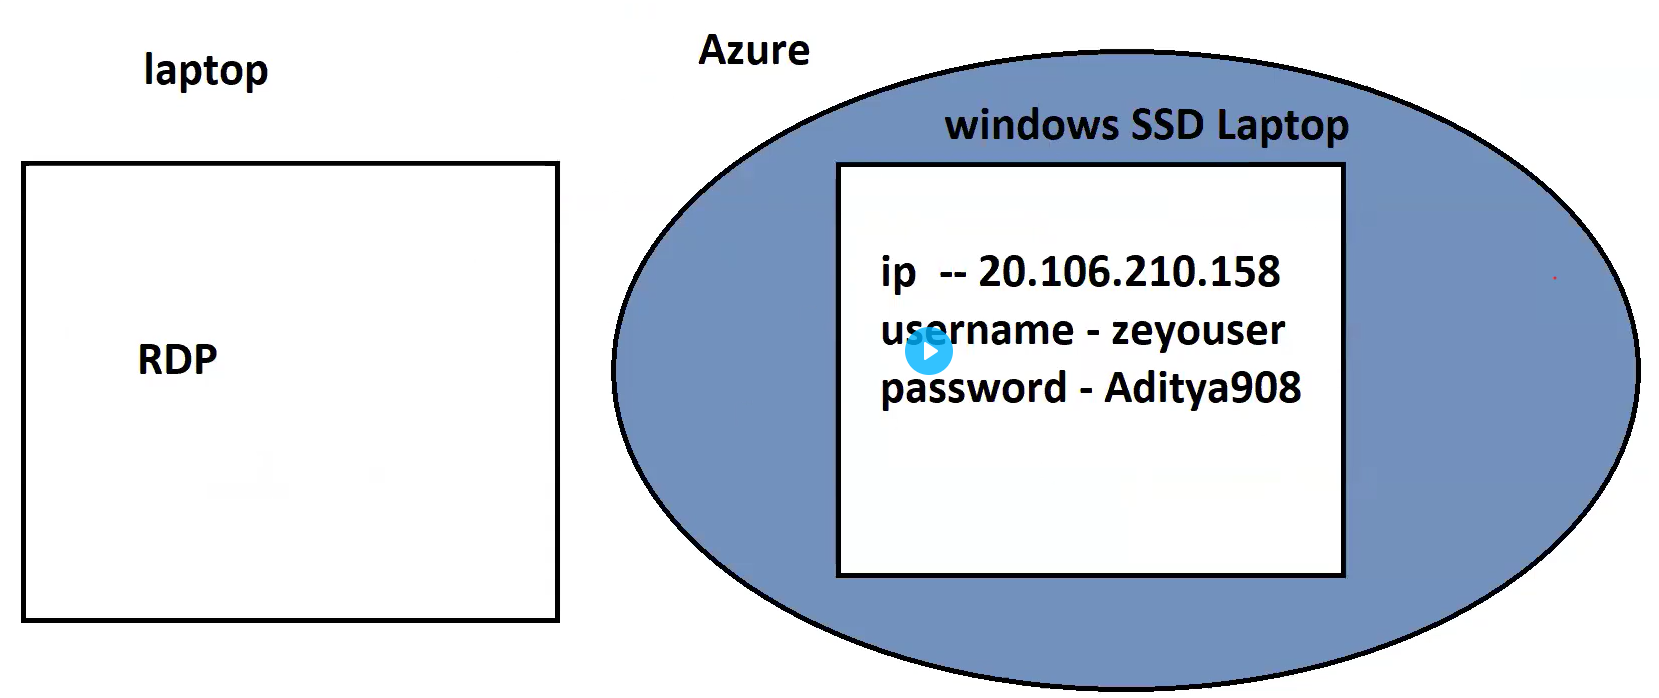 laptop
Azure
windows SSD Laptop
RDP
ip  -- 20.106.210.158
username - zeyouser
password - Aditya908